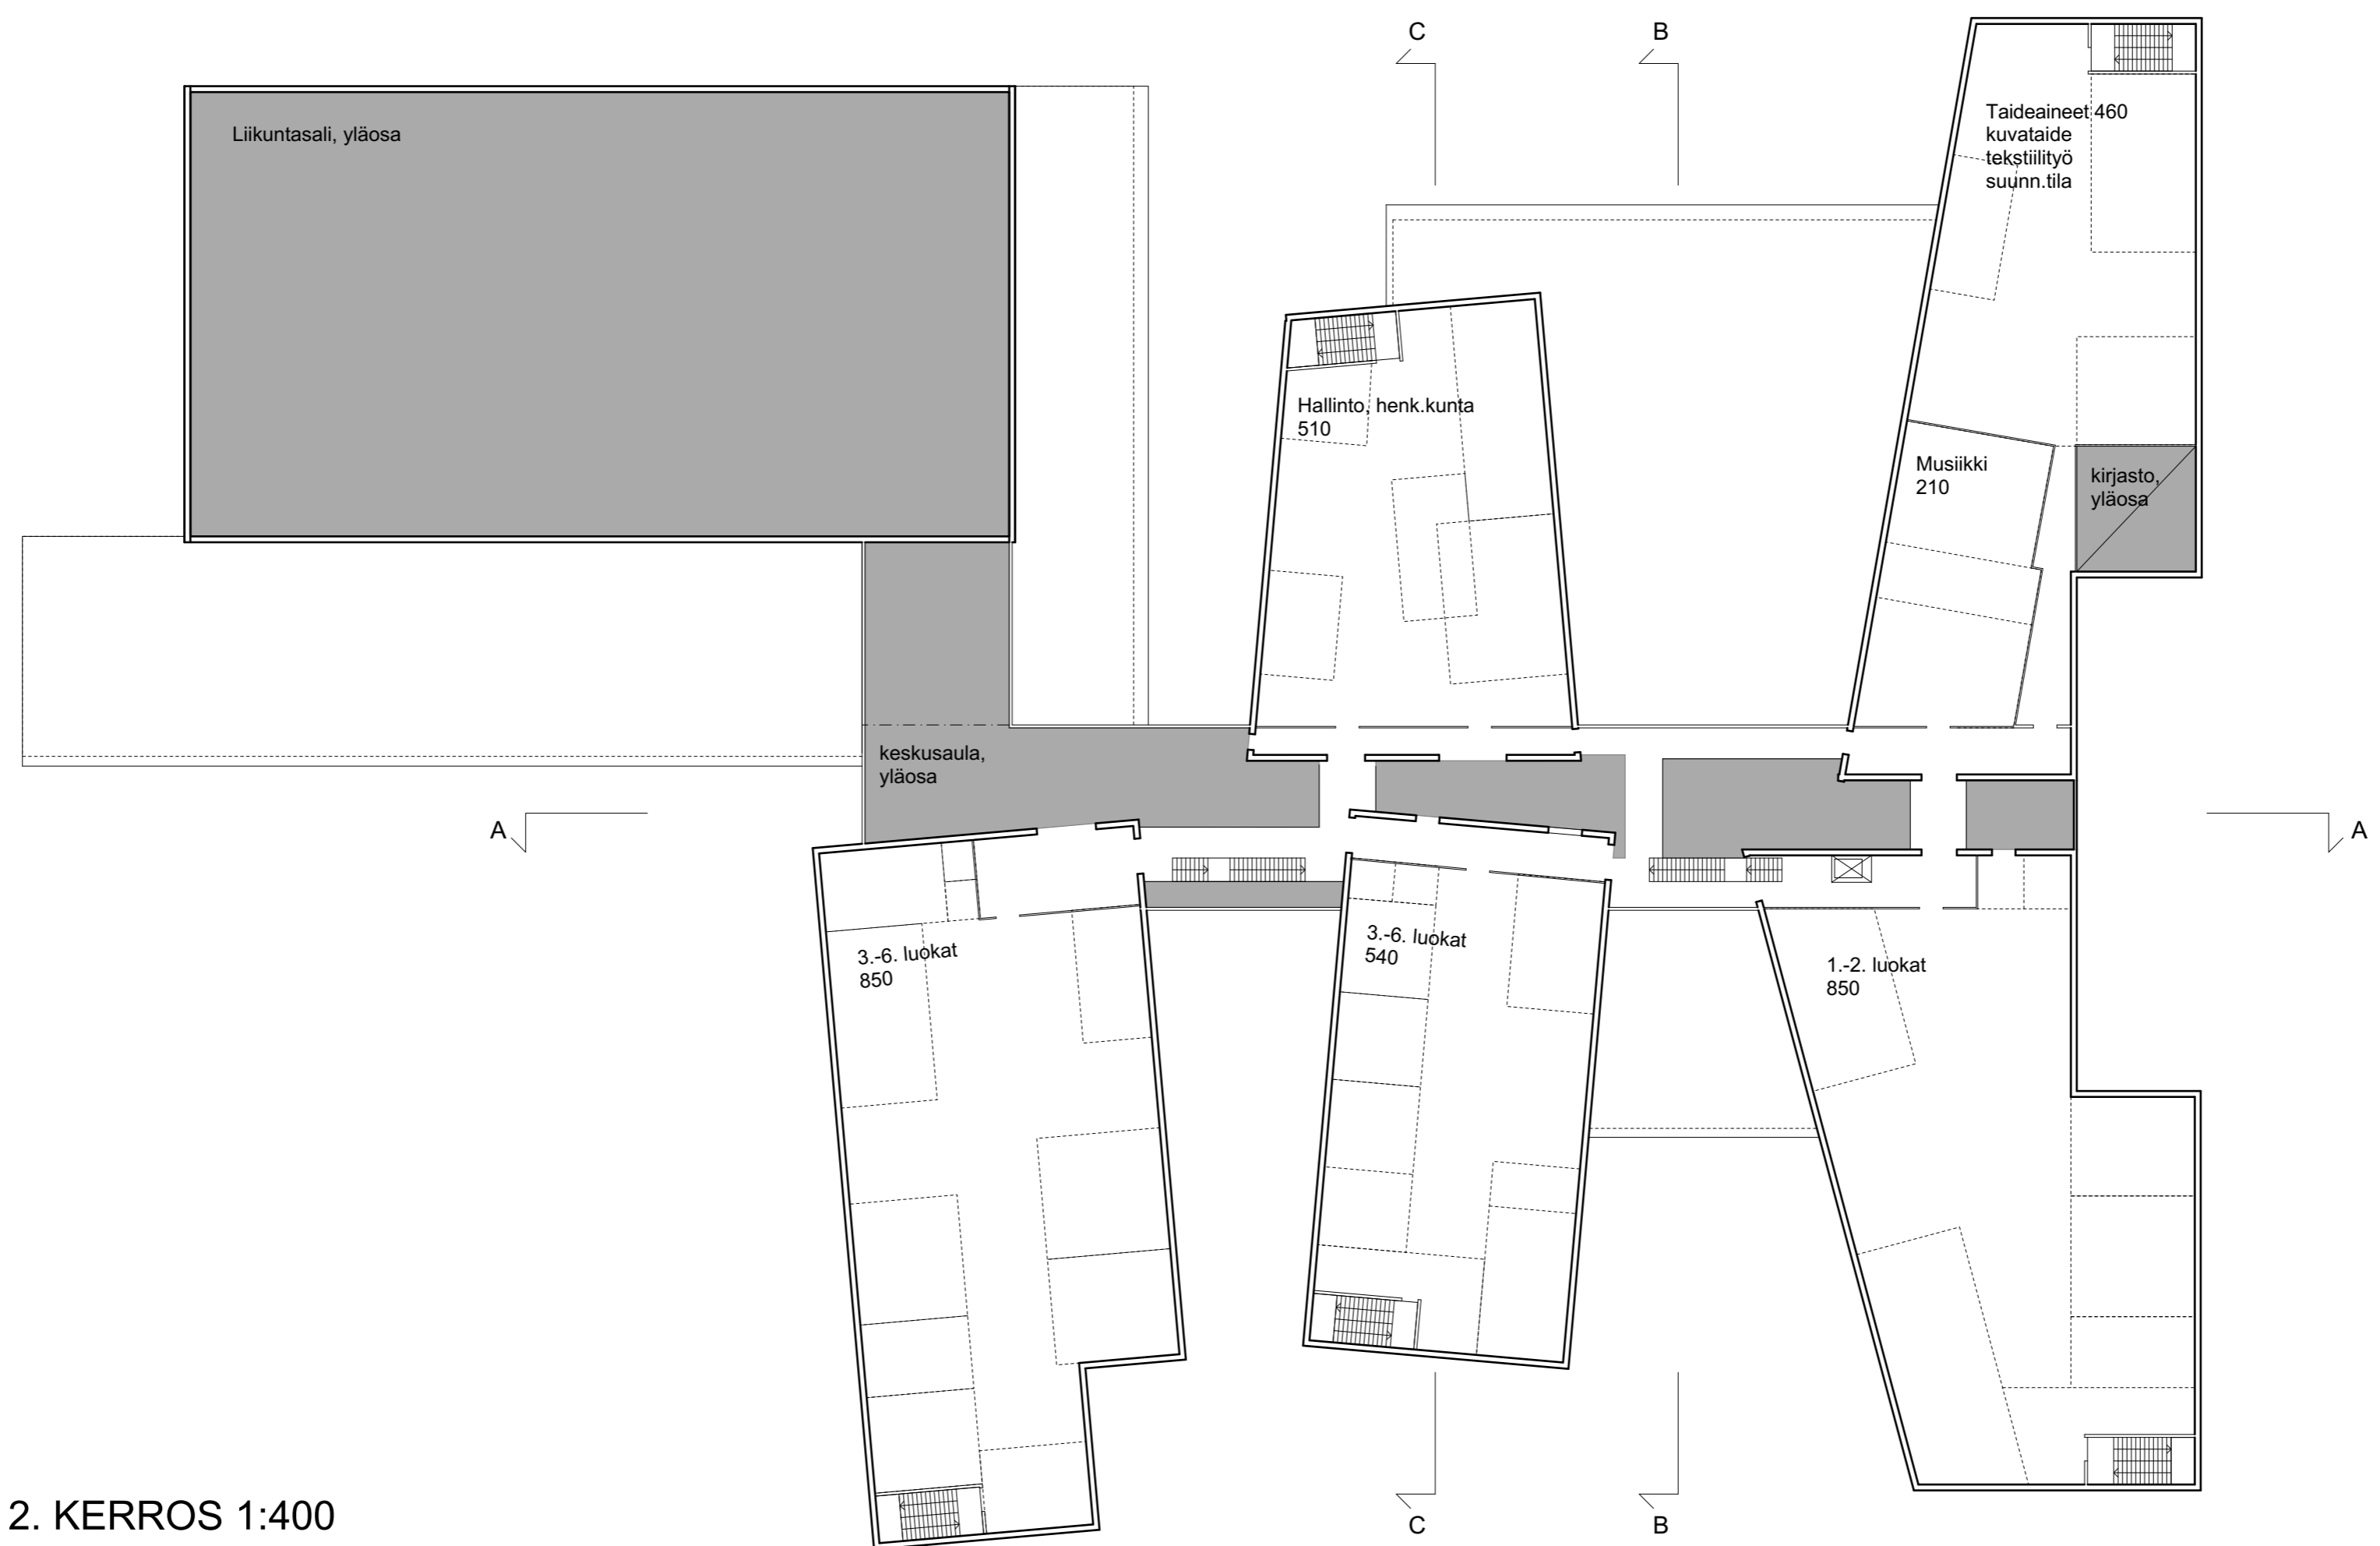 C
B
Taideaineet 460
kuvataide
tekstiilityö
suunn.tila
Liikuntasali, yläosa
Hallinto, henk.kunta
510
Musiikki
210
kirjasto,
yläosa
keskusaula,
yläosa
A
A
3.-6. luokat
850
3.-6. luokat
540
1.-2. luokat
850
C
B
2. KERROS 1:400